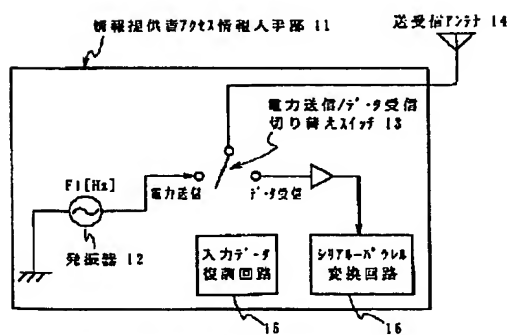 情報提供者アクセス情報入手部 11
送受信アンテナ 14
電力送信/データ受信
切り替えスイッチ 13
F1[Hz]
電力送信
データ受信
発振器 12
入力データ
復調回路
シリアル-パラレル
変換回路
15
16